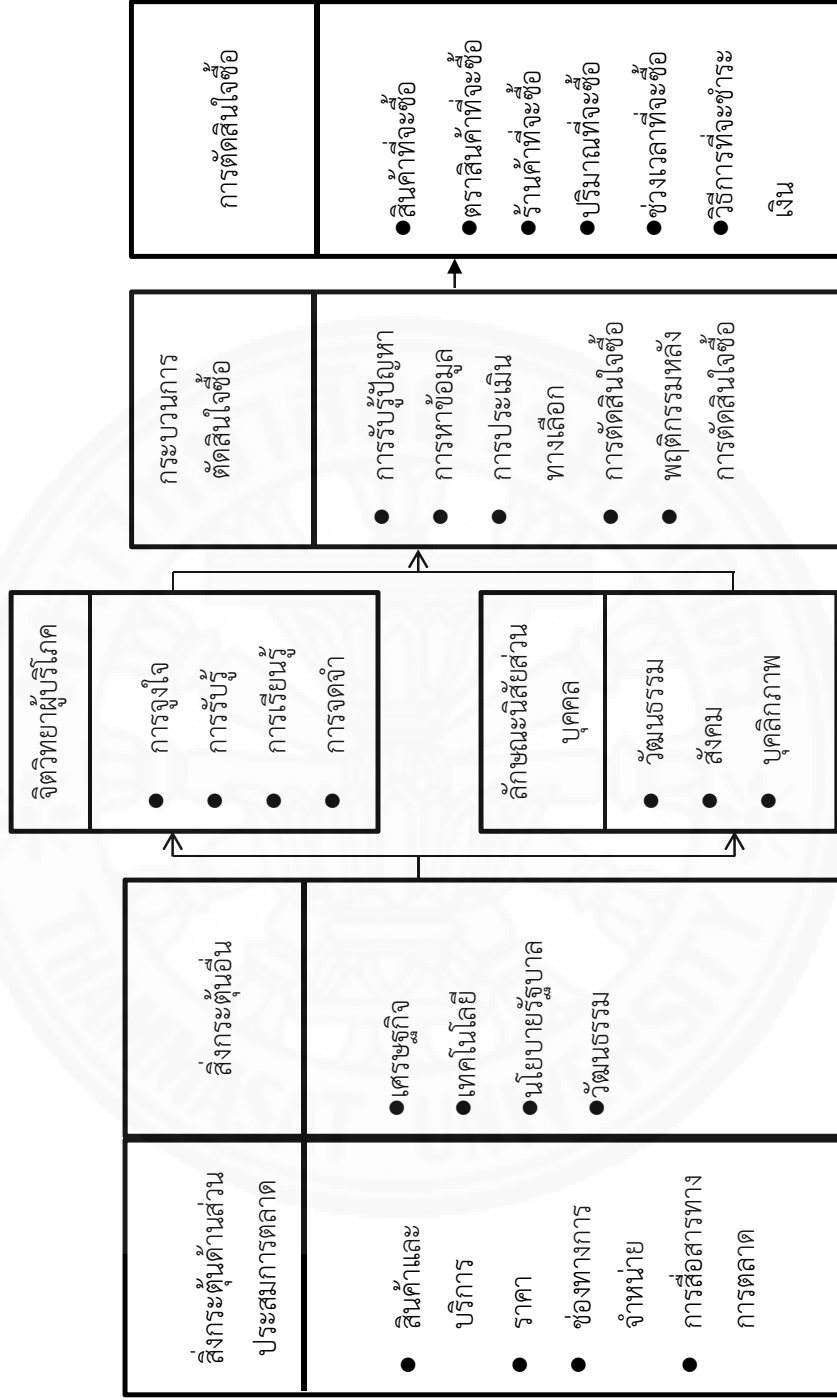 สิ่งกระตุ้นด้านส่วน
ประสมการตลาด
● สินค้าและ
บริการ
● ราคา
● ช่องทางการ
จำหน่าย
● การสื่อสารทาง
การตลาด
สิ่งกระตุ้นอื่น
●เศรษฐกิจ
●เทคโนโลยี
●นโยบายรัฐบาล
●วัฒนธรรม
จิตวิทยาผู้บริโภค
● การจูงใจ
● การรับรู้
● การเรียนรู้
● การจดจำ
ลักษณะนิสัยส่วน
บุคคล
● วัฒนธรรม
● สังคม
● บุคลิกภาพ
กระบวนการ
ตัดสินใจซื้อ
● การรับรู้ปัญหา
● การหาข้อมูล
● การประเมิน
ทางเลือก
● การตัดสินใจซื้อ
● พฤติกรรมหลัง
การตัดสินใจซื้อ
การตัดสินใจซื้อ
●สินค้าที่จะซื้อ
●ตราสินค้าที่จะซื้อ
●ร้านค้าที่จะซื้อ
●ปริมาณที่จะซื้อ
●ช่วงเวลาที่จะซื้อ
●วิธีการที่จะชำระ
เงิน
THAMMASAT UNIVERSITY